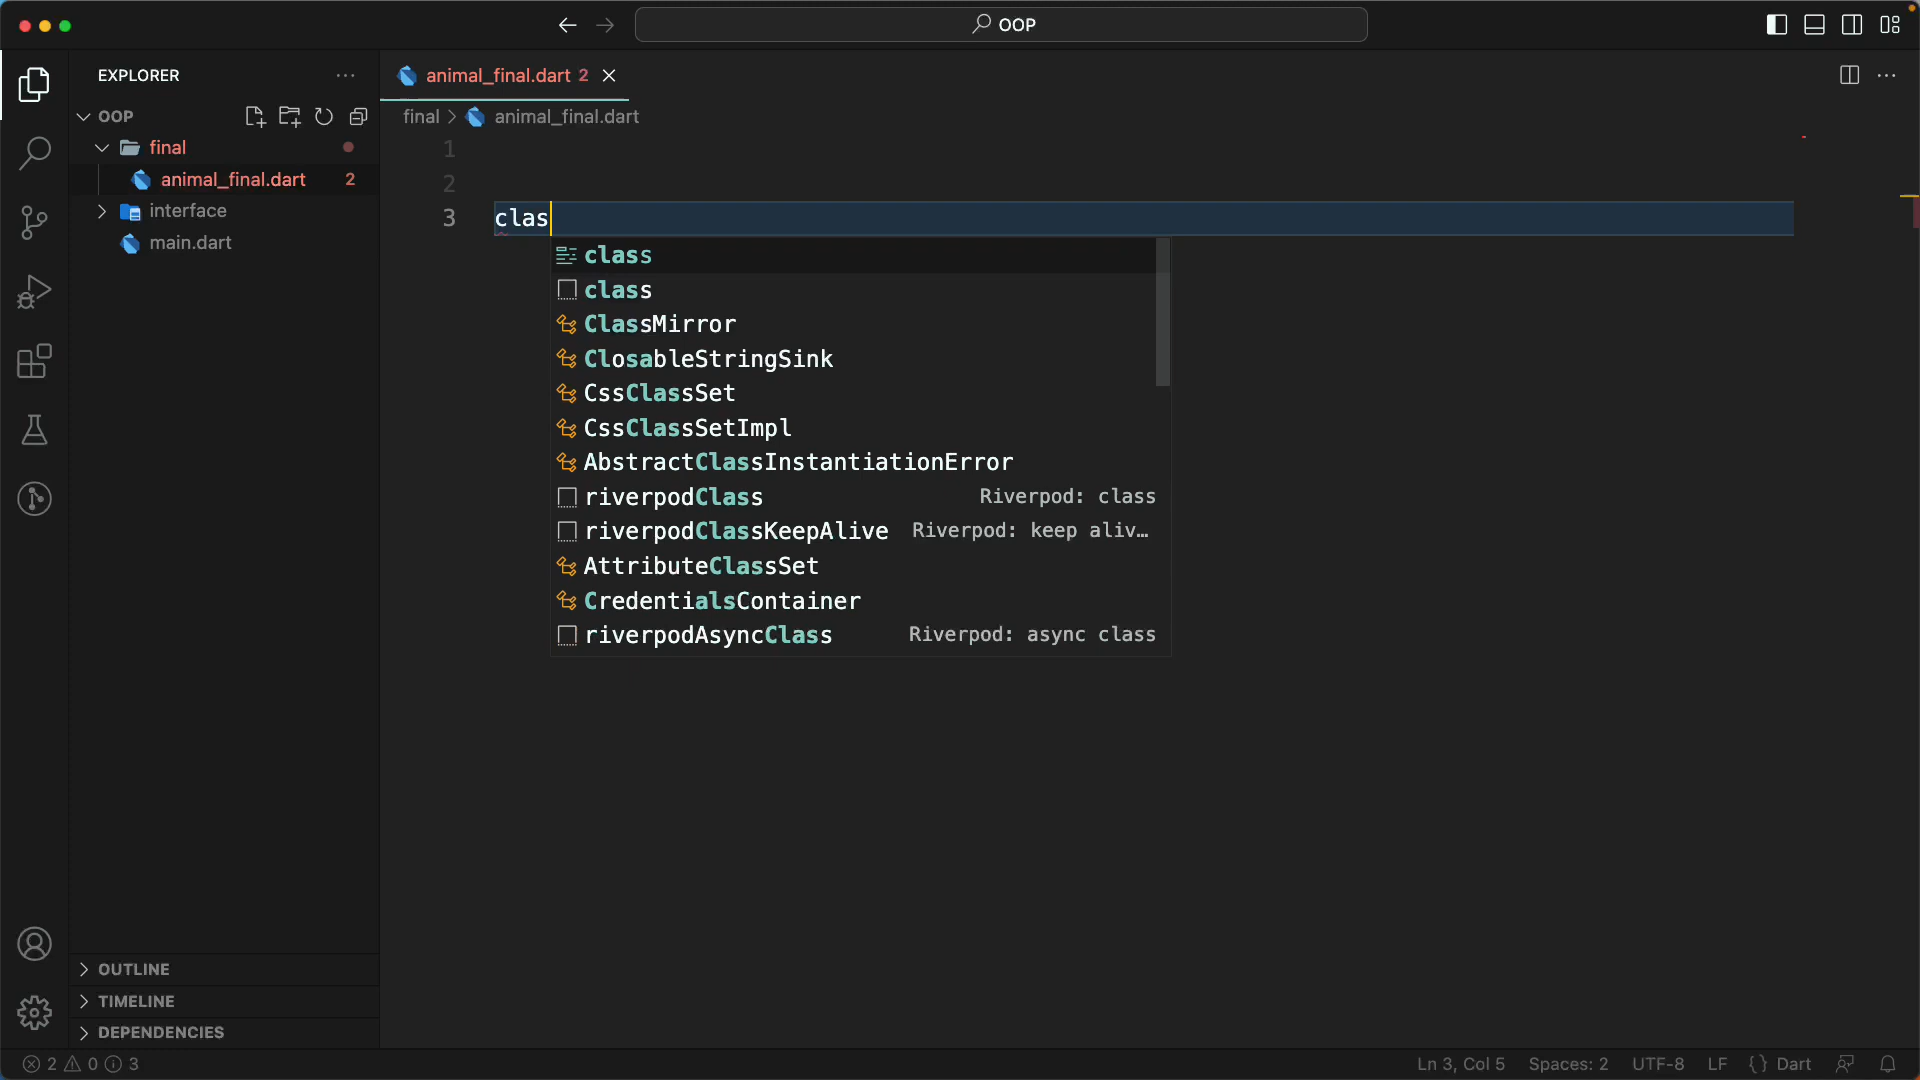 OOP
EXPLORER
animal_final.dart 2
OOP
final > animal_final.dart
final
animal_final.dart 2
interface
main.dart
1
2
3 clas
class
class
ClassMirror
ClosableStringSink
CssClassSet
CssClassSetImpl
AbstractClassInstantiationError
riverpodClass Riverpod: class
riverpodClassKeepAlive Riverpod: keep aliv…
AttributeClassSet
CredentialsContainer
riverpodAsyncClass Riverpod: async class
OUTLINE
TIMELINE
DEPENDENCIES
2 0 3
Ln 3, Col 5 Spaces: 2 UTF-8 LF {} Dart